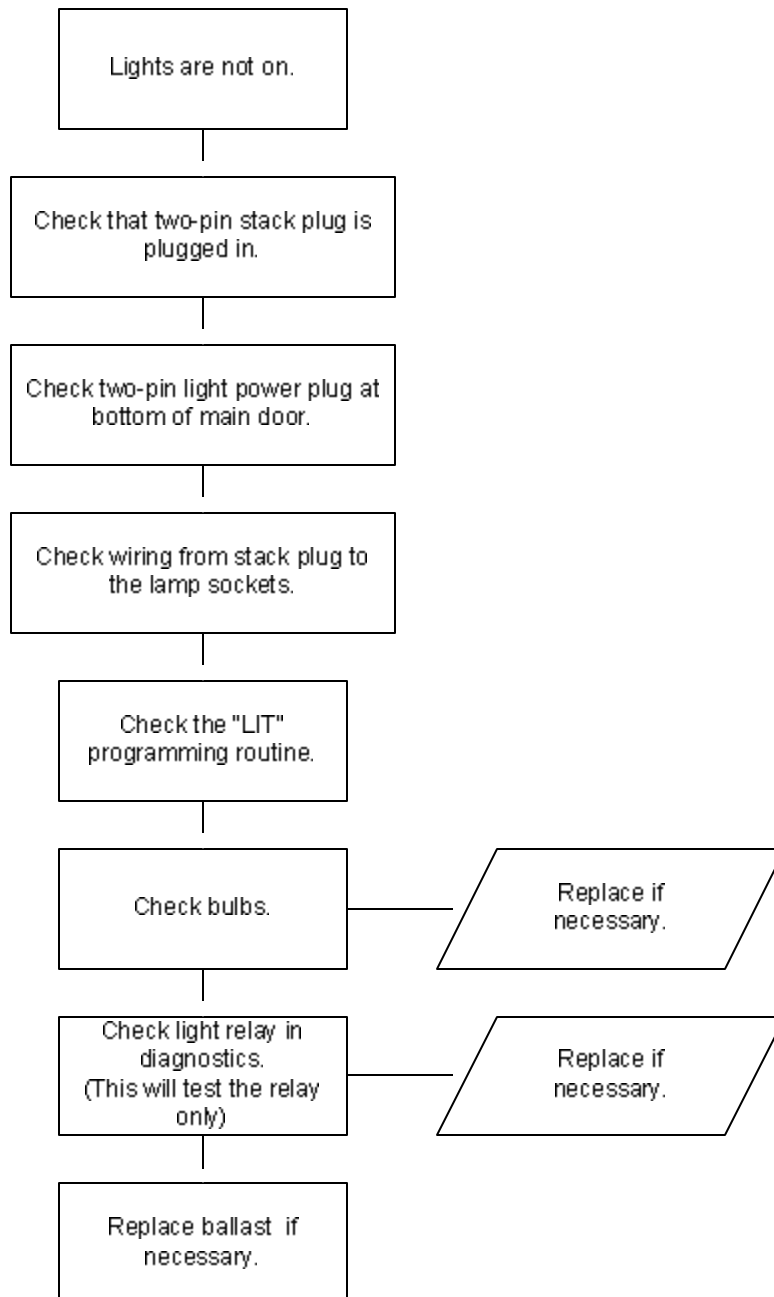 Lights are not on.
Check that two-pin stack plug is
plugged in.
Check two-pin light power plug at
bottom of main door.
Check wiring from stack plug to
the lamp sockets.
Check the "LIT"
programming routine.
Check bulbs.
Replace if
necessary.
Check light relay in
diagnostics.
(This will test the relay
only)
Replace if
necessary.
Replace ballast if
necessary.